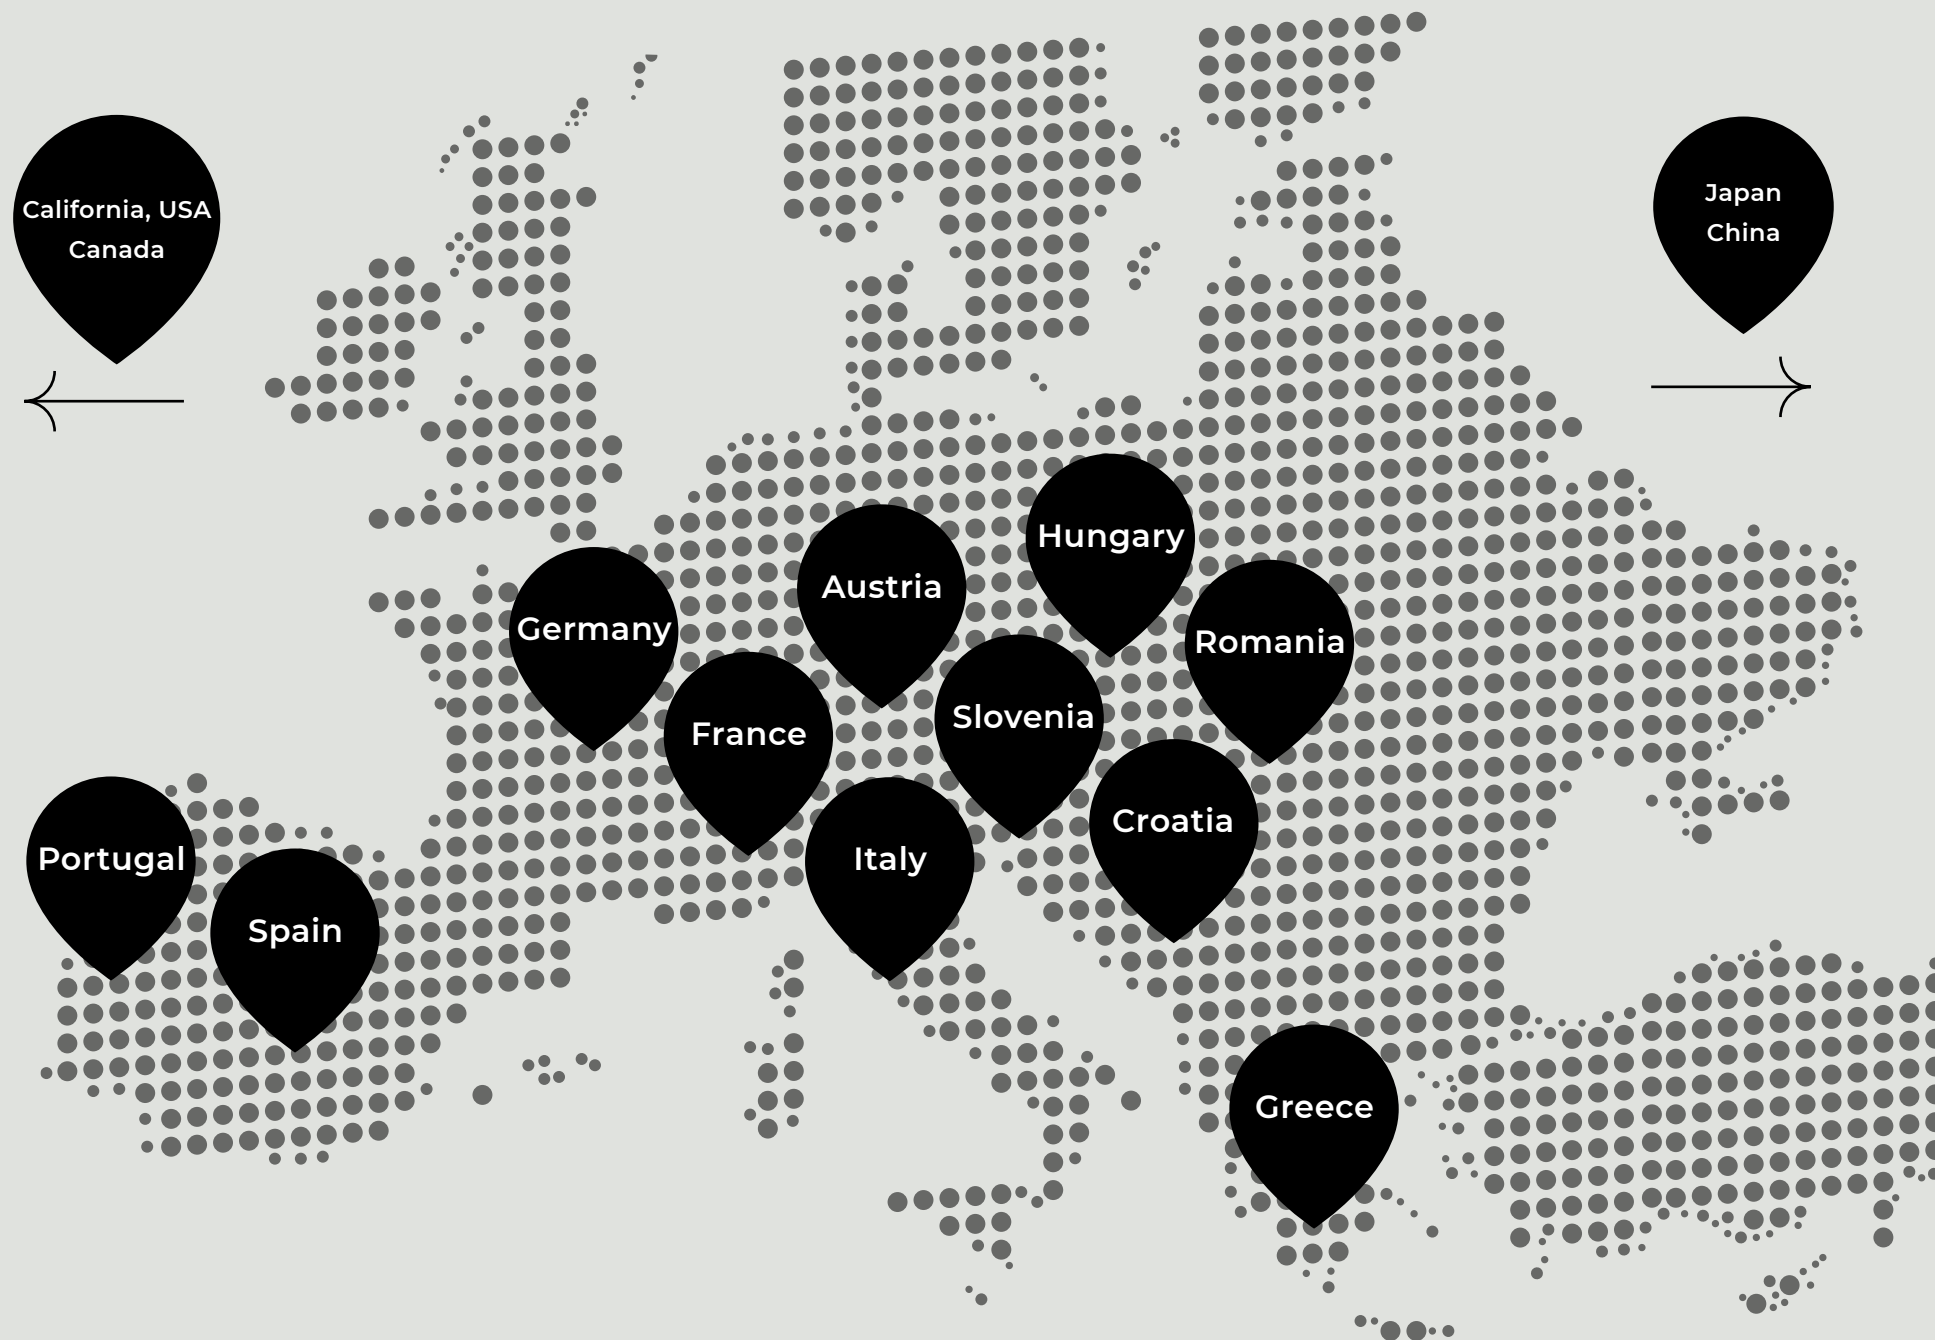 California, USA
Canada
Japan
China
Hungary
Austria
Germany
Romania
Slovenia
France
Croatia
Portugal
Italy
Spain
Greece